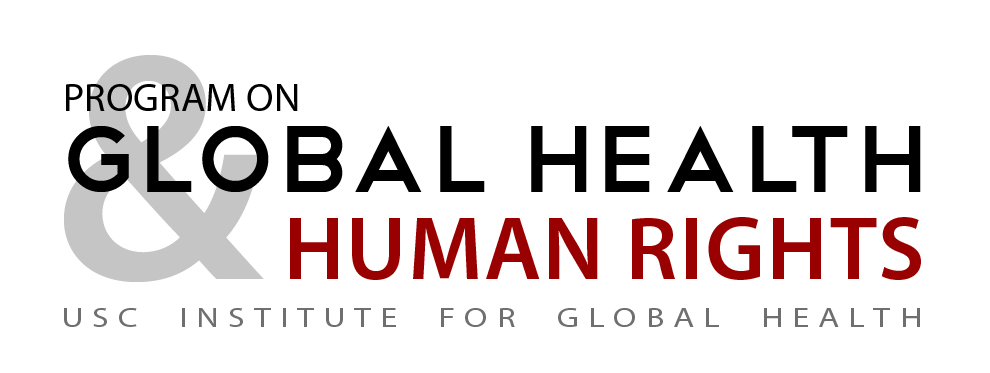 PROGRAM ON
& GLOBAL HEALTH
HUMAN RIGHTS
USC INSTITUTE FOR GLOBAL HEALTH